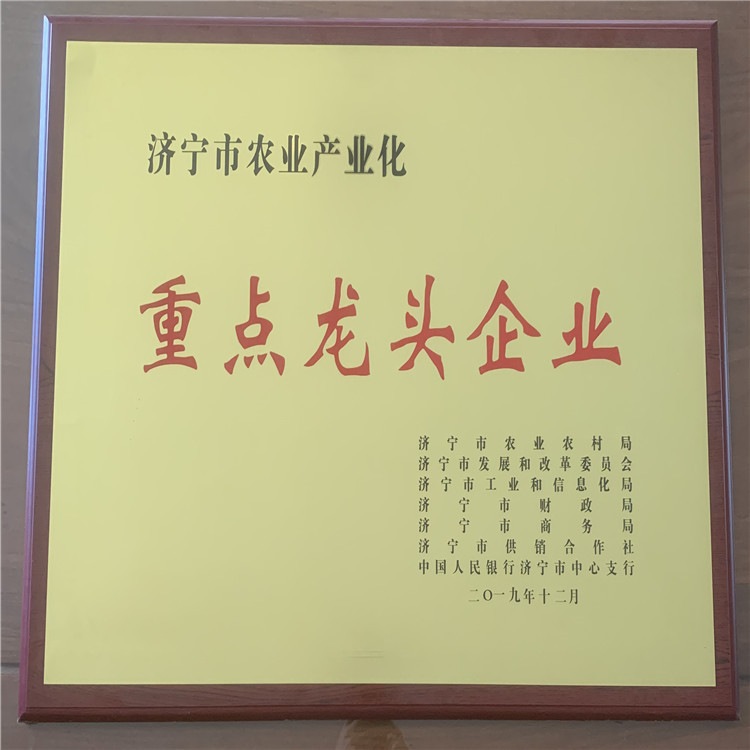 济宁市农业产业化
重点龙头企业
济宁市农业农村局
济宁市发展和改革委员会
济宁市工业和信息化局
济宁市财政局
济宁市商务局
济宁市供销合作社
中国人民银行济宁市中心支行
二〇一九年十二月